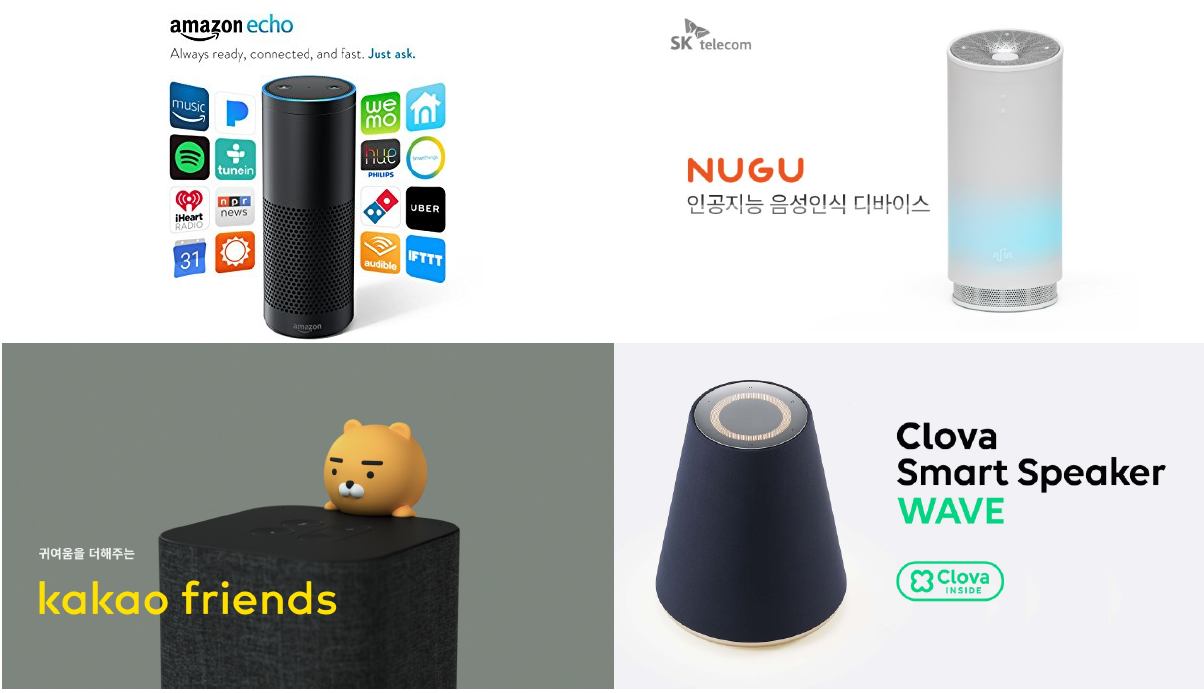 amazon echo
Always ready, connected, and fast. Just ask.
music
wemo
hue
PHILIPS
SmartThings
tunein
iHeart
RADIO
npr
news
UBER
31
audible
IFTTT
amazon
SK telecom
NUGU
인공지능 음성인식 디바이스
귀여움을 더해주는
kakao friends
Clova
Smart Speaker
WAVE
Clova
INSIDE